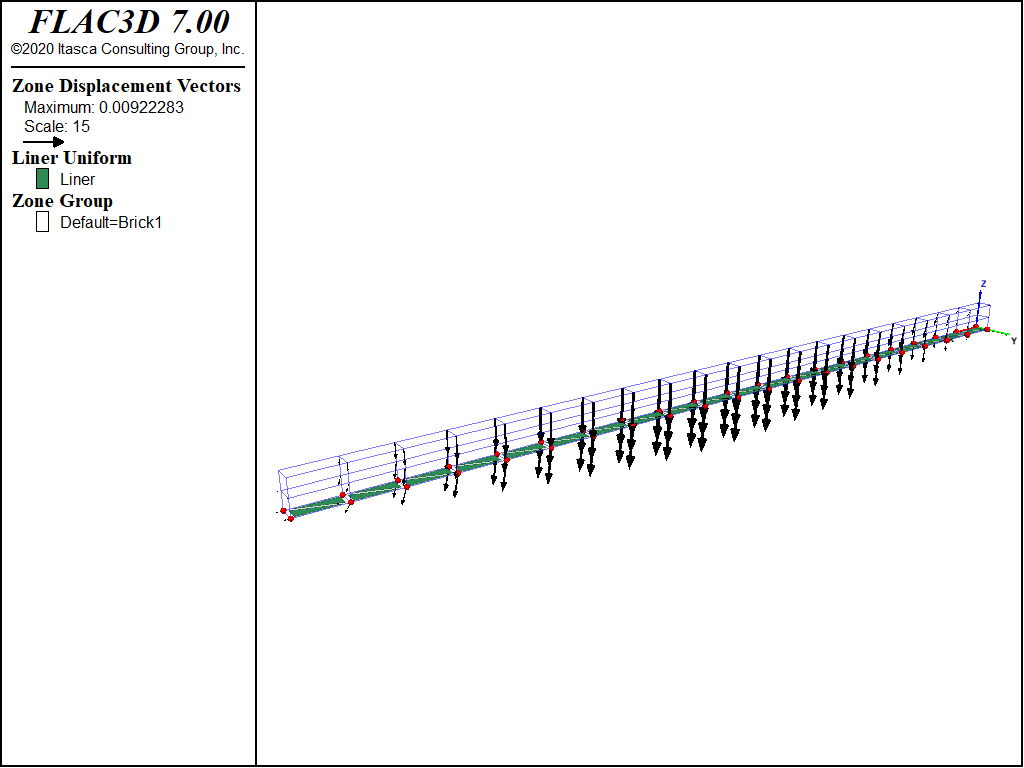 FLAC3D 7.00
©2020 Itasca Consulting Group, Inc.
Zone Displacement Vectors
Maximum: 0.00922283
Scale: 15
Liner Uniform
Liner
Zone Group
Default=Brick1
Z
Y